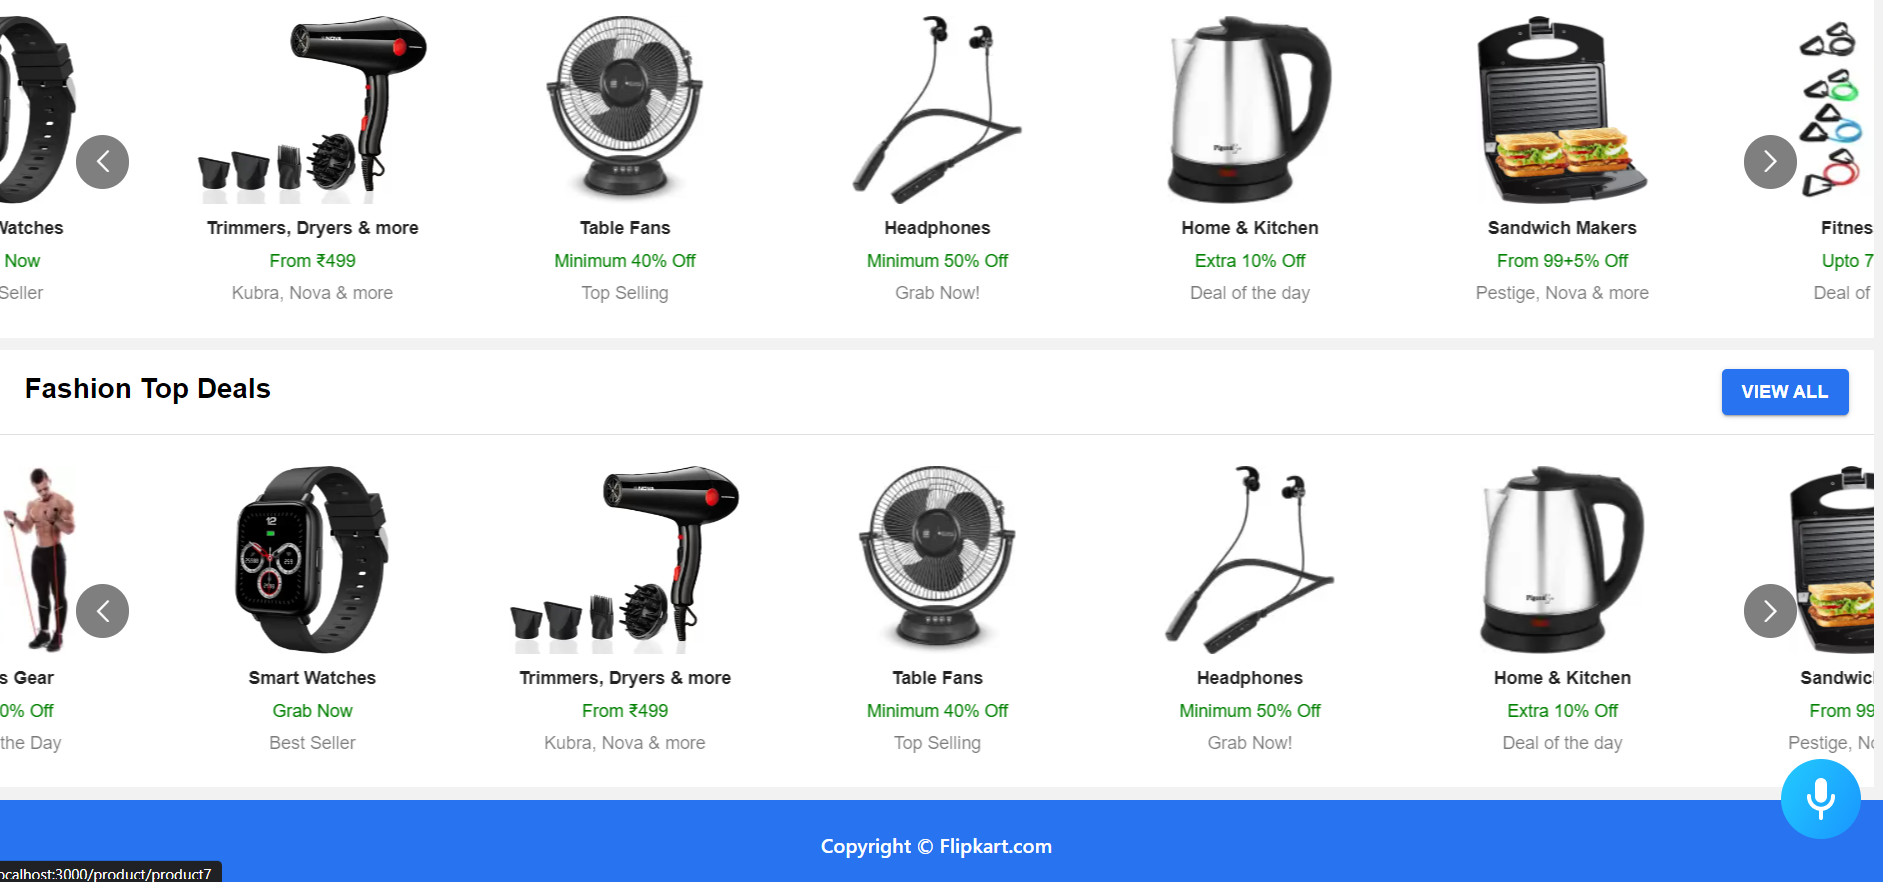 Watches
Trimmers, Dryers & more
Table Fans
Headphones
Home & Kitchen
Sandwich Makers
Fitnes
Now
From ₹499
Minimum 40% Off
Minimum 50% Off
Extra 10% Off
From 99+5% Off
Upto 7
Seller
Kubra, Nova & more
Top Selling
Grab Now!
Deal of the day
Pestige, Nova & more
Deal of
Fashion Top Deals
VIEW ALL
s Gear
Smart Watches
Trimmers, Dryers & more
Table Fans
Headphones
Home & Kitchen
Sandwic
0% Off
Grab Now
From ₹499
Minimum 40% Off
Minimum 50% Off
Extra 10% Off
From 99
the Day
Best Seller
Kubra, Nova & more
Top Selling
Grab Now!
Deal of the day
Pestige, No
Copyright © Flipkart.com
ocalhost:3000/product/product7